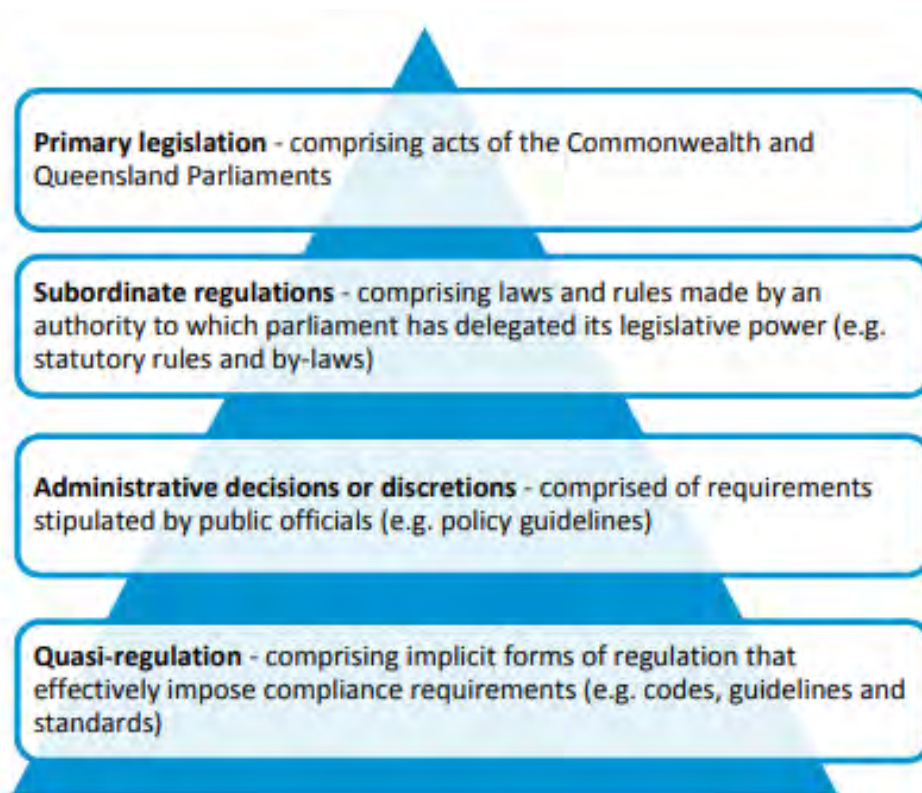 Primary legislation - comprising acts of the Commonwealth and
Queensland Parliaments
Subordinate regulations - comprising laws and rules made by an
authority to which parliament has delegated its legislative power (e.g.
statutory rules and by-laws)
Administrative decisions or discretions - comprised of requirements
stipulated by public officials (e.g. policy guidelines)
Quasi-regulation - comprising implicit forms of regulation that
effectively impose compliance requirements (e.g. codes, guidelines and
standards)